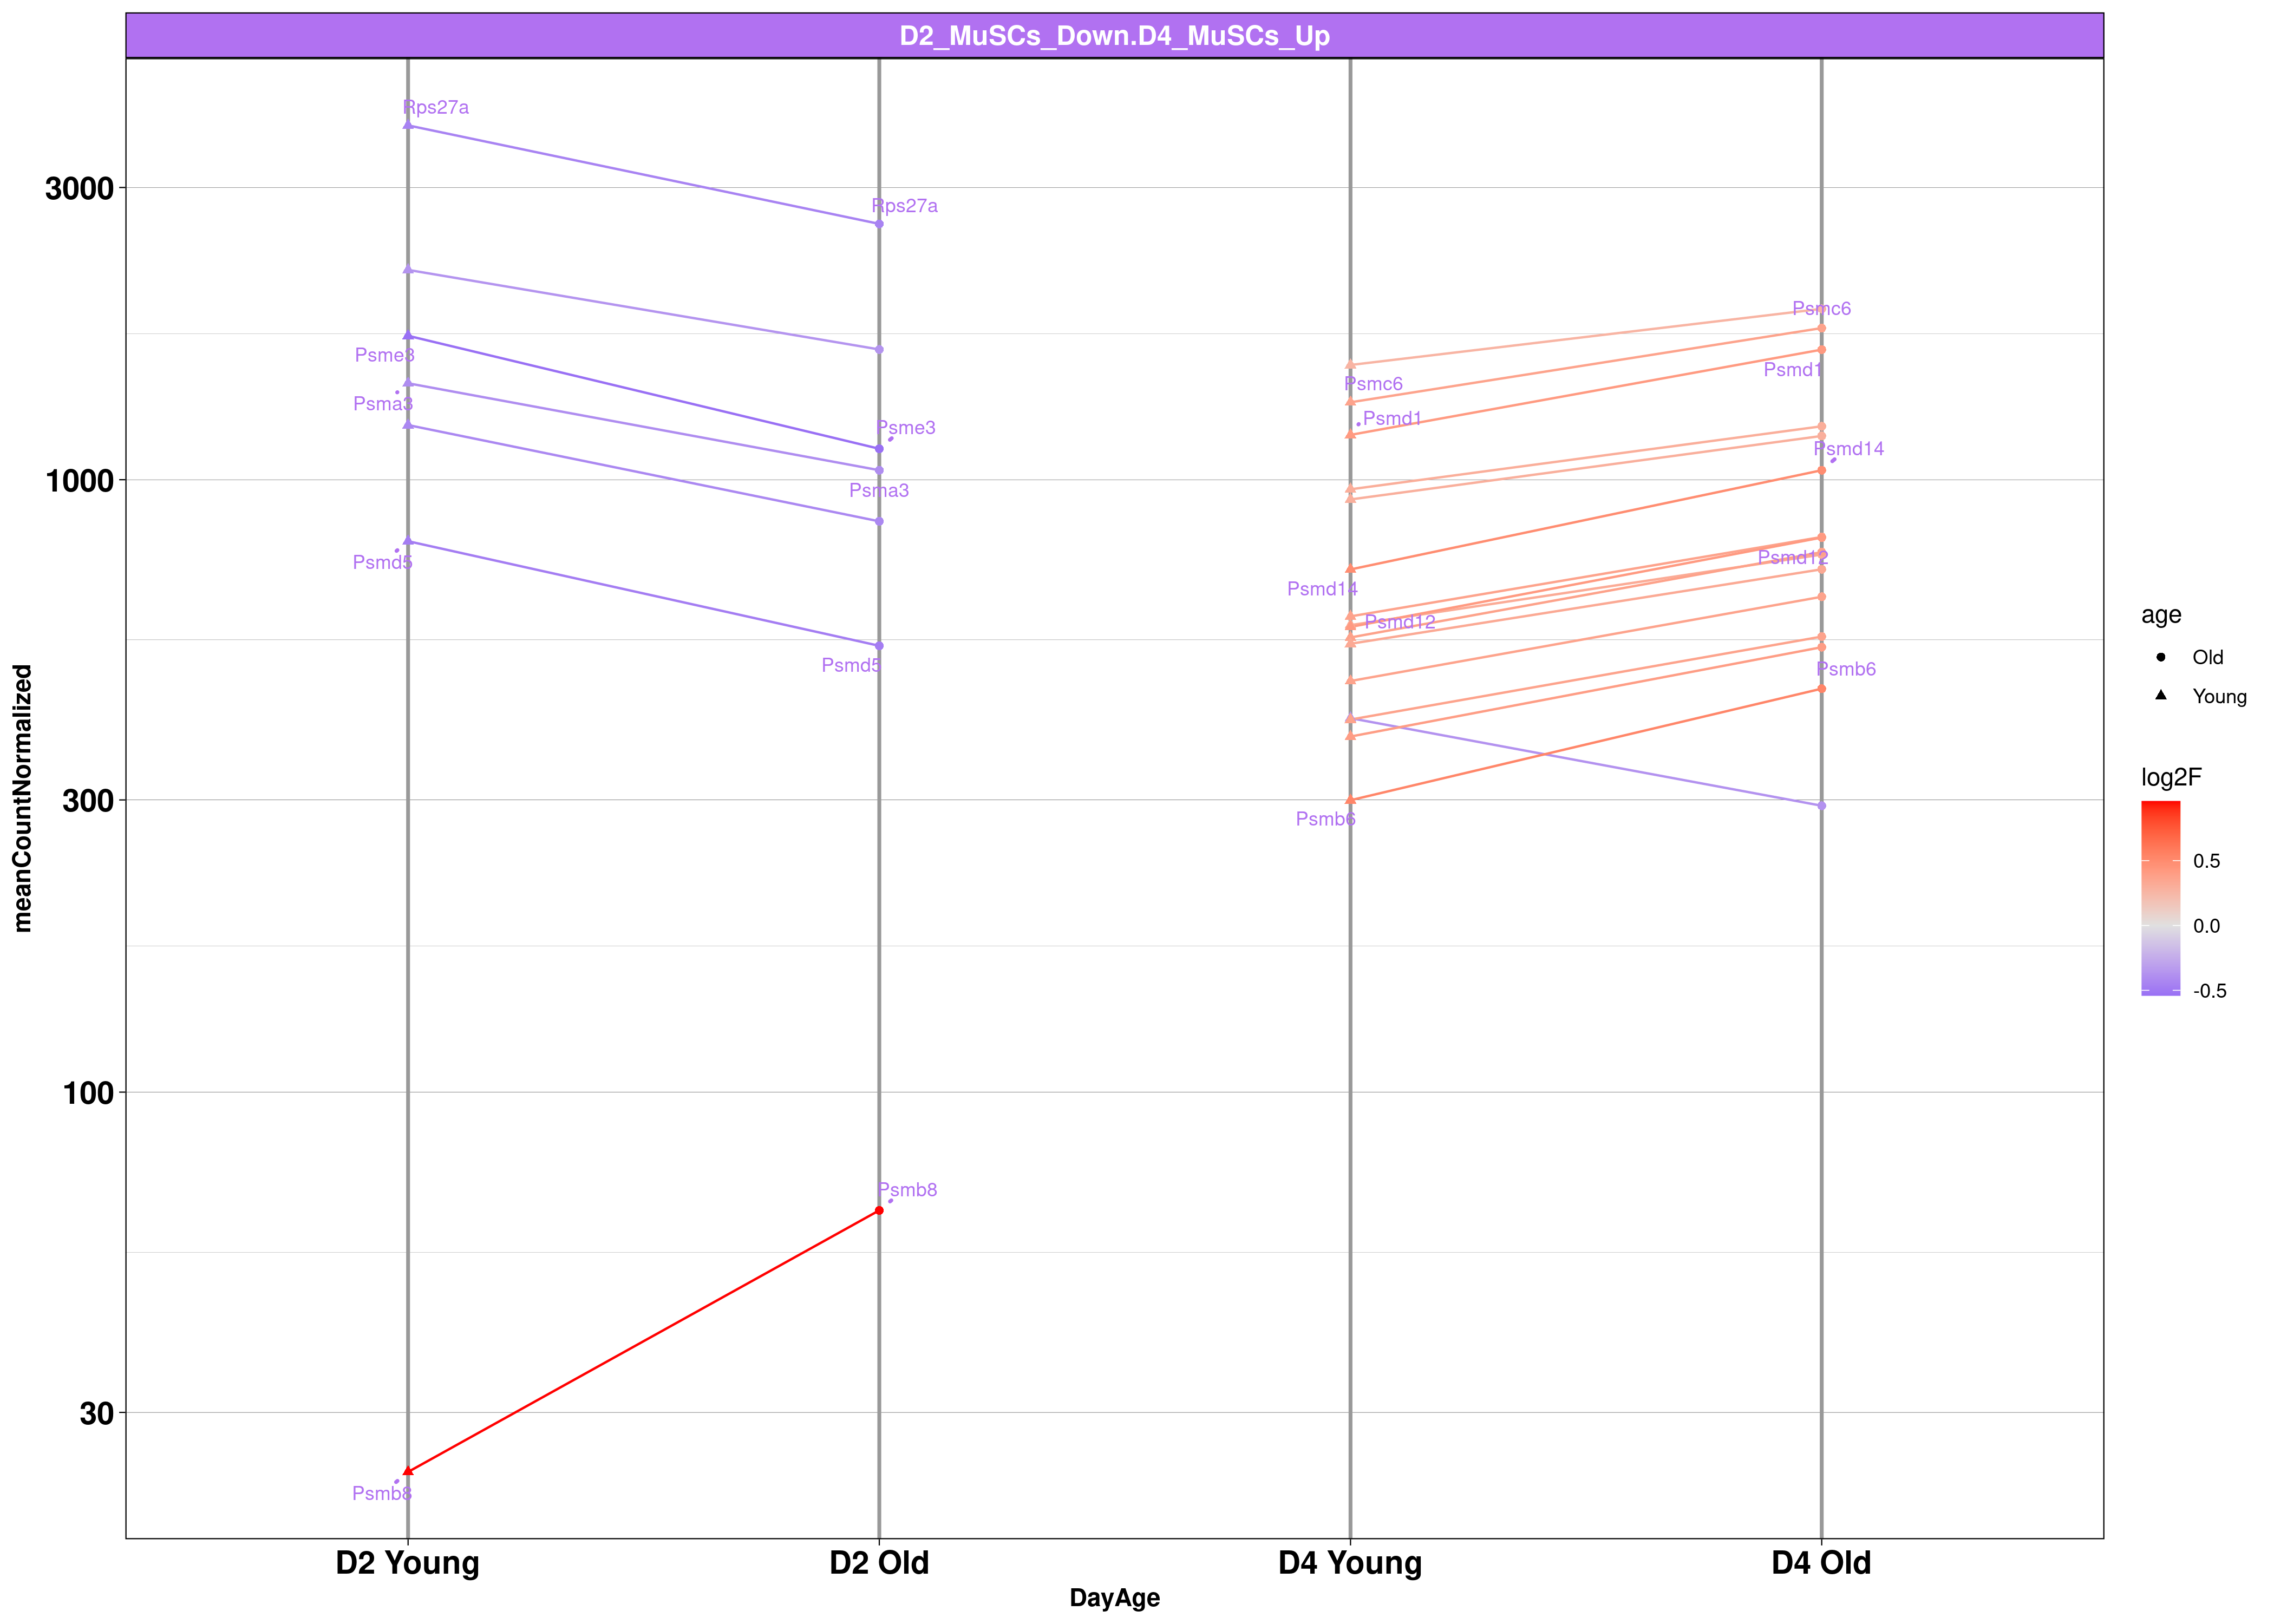 D2_MuSCs_Down.D4_MuSCs_Up
Rps27a
3000
Rps27a
Psmc6
Psme3
Psmd1
Psmc6
Psma3
Psmd1
Psme3
Psmd14
1000
Psma3
Psmd12
Psmd5
Psmd14
Psmd12
Psmd5
Psmb6
300
Psmb6
100
Psmb8
30
Psmb8
meanCountNormalized
D2 Young
D2 Old
D4 Young
D4 Old
DayAge
age
Old
Young
log2F
0.5
0.0
-0.5